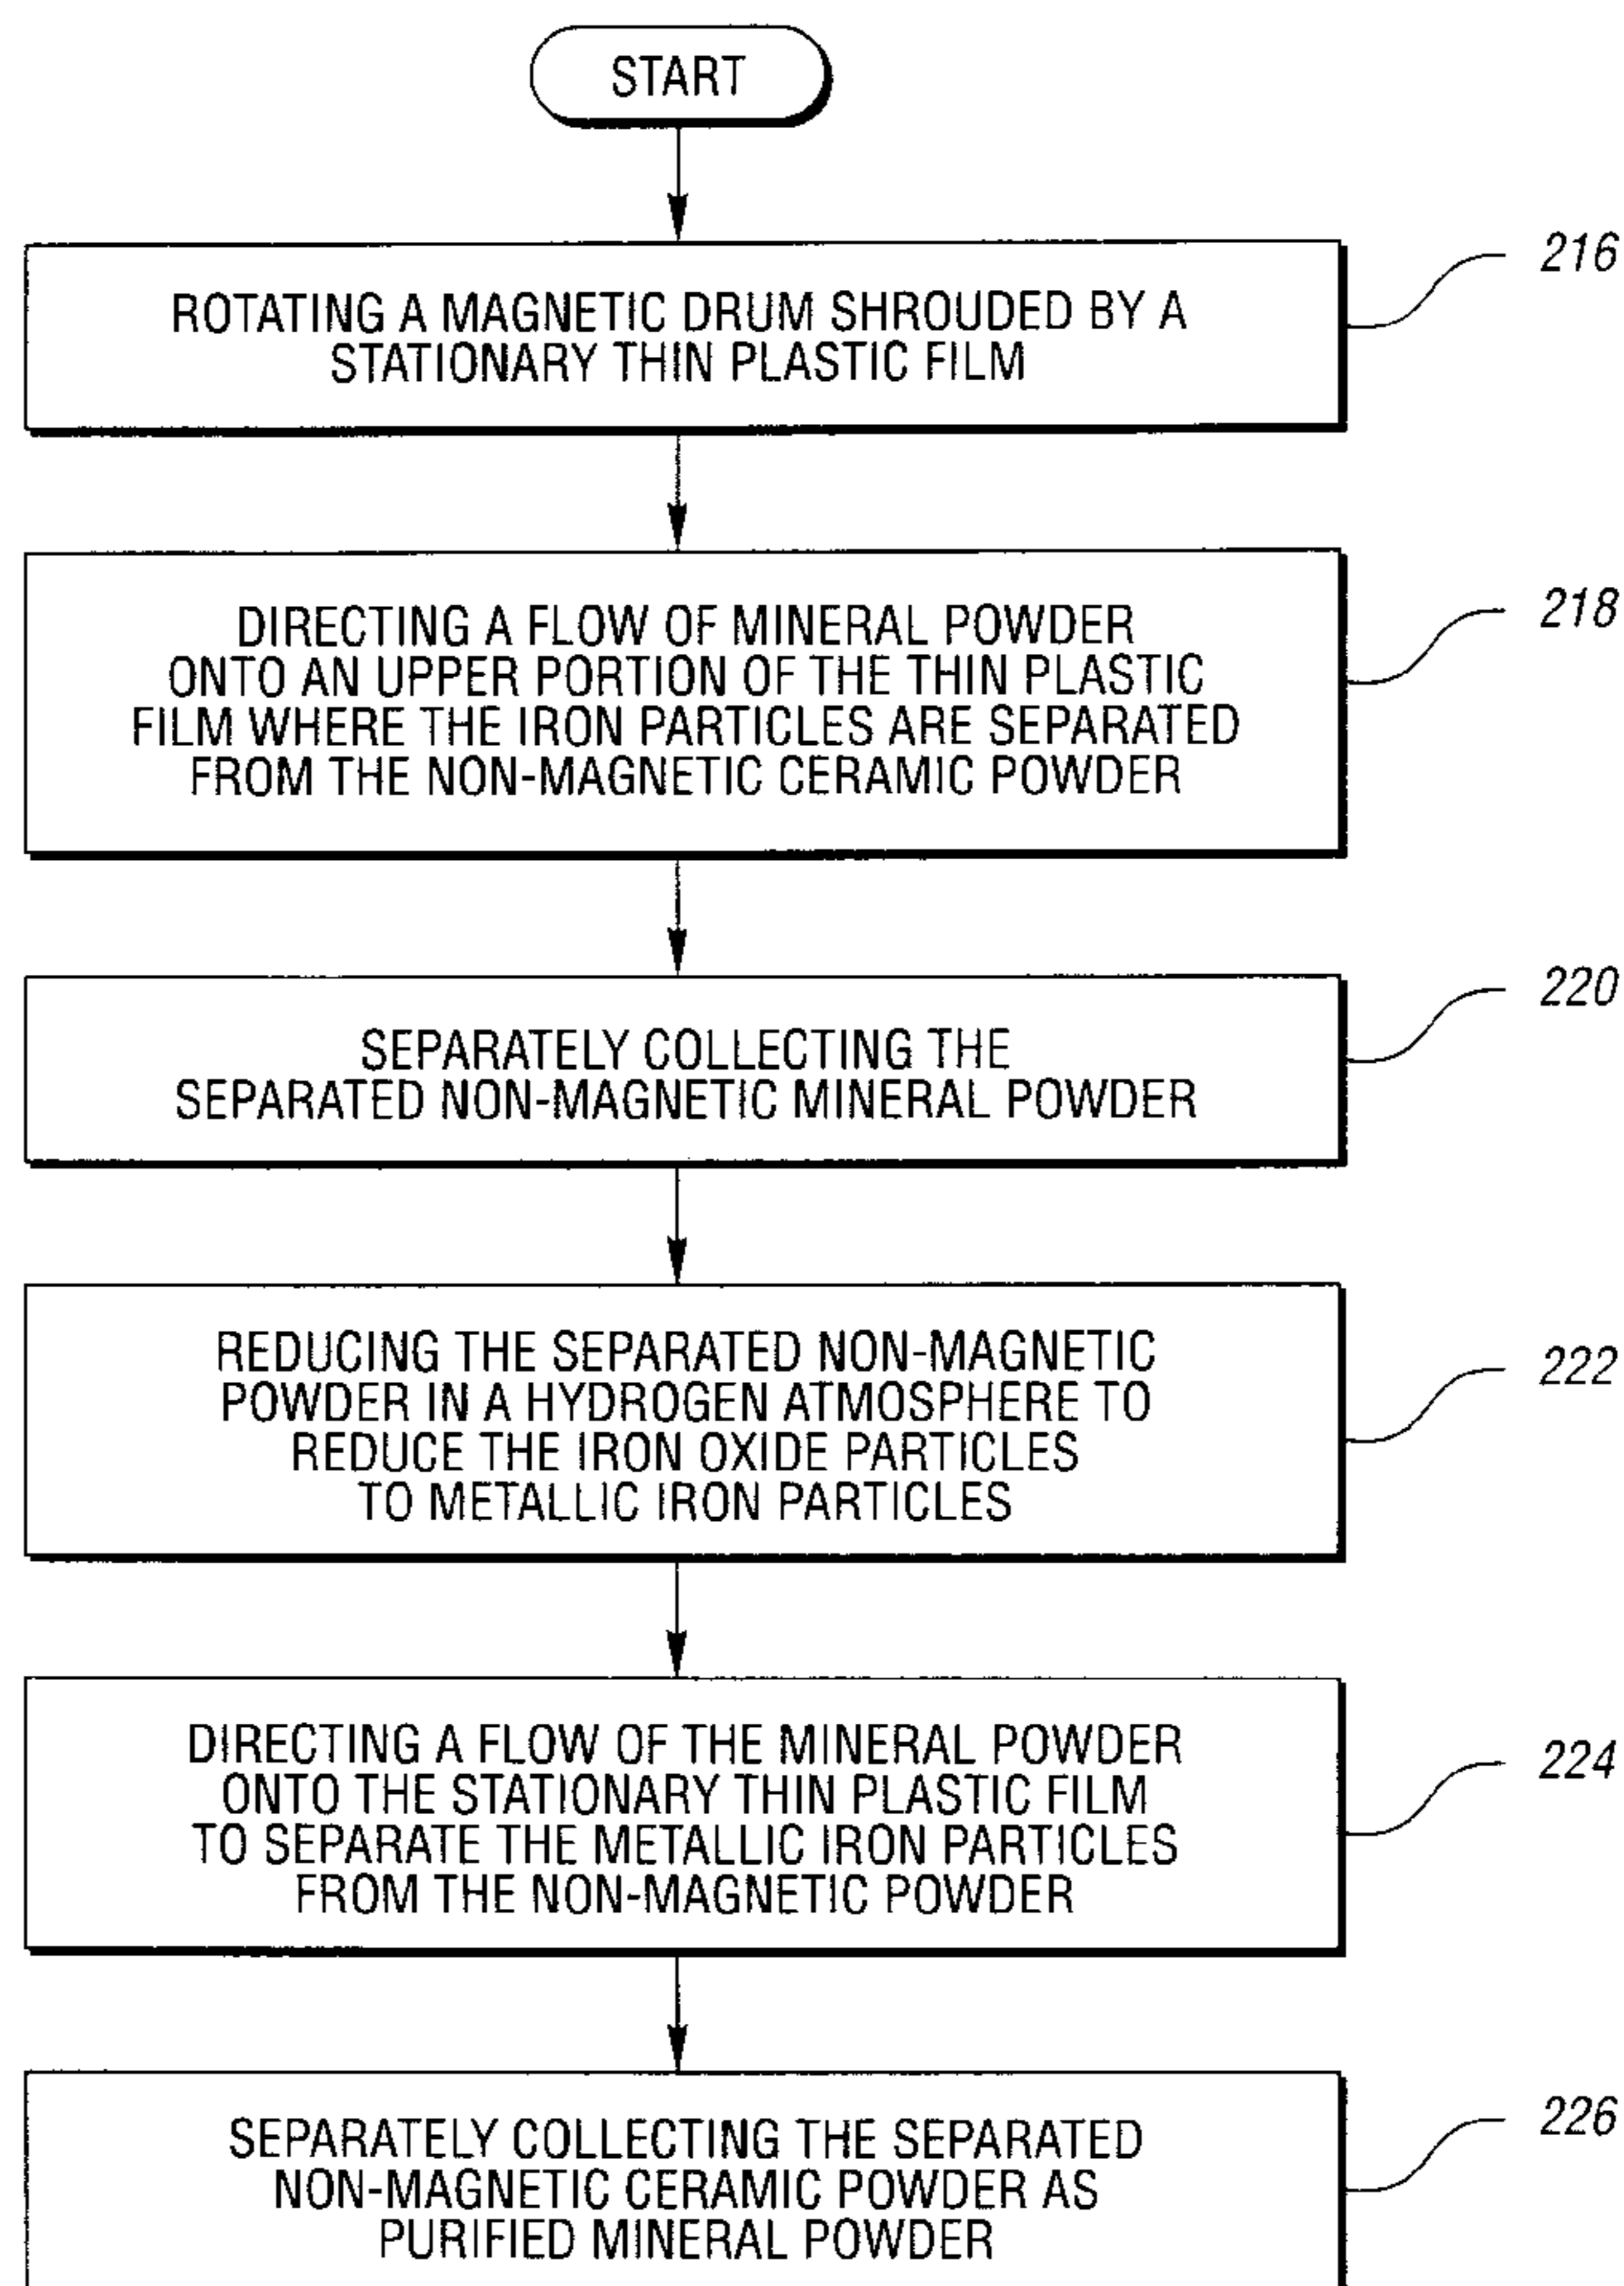 START
ROTATING A MAGNETIC DRUM SHROUDED BY A
STATIONARY THIN PLASTIC FILM
216
DIRECTING A FLOW OF MINERAL POWDER
ONTO AN UPPER PORTION OF THE THIN PLASTIC
FILM WHERE THE IRON PARTICLES ARE SEPARATED
FROM THE NON-MAGNETIC CERAMIC POWDER
218
SEPARATELY COLLECTING THE
SEPARATED NON-MAGNETIC MINERAL POWDER
220
REDUCING THE SEPARATED NON-MAGNETIC
POWDER IN A HYDROGEN ATMOSPHERE TO
REDUCE THE IRON OXIDE PARTICLES
TO METALLIC IRON PARTICLES
222
DIRECTING A FLOW OF THE MINERAL POWDER
ONTO THE STATIONARY THIN PLASTIC FILM
TO SEPARATE THE METALLIC IRON PARTICLES
FROM THE NON-MAGNETIC POWDER
224
SEPARATELY COLLECTING THE SEPARATED
NON-MAGNETIC CERAMIC POWDER AS
PURIFIED MINERAL POWDER
226